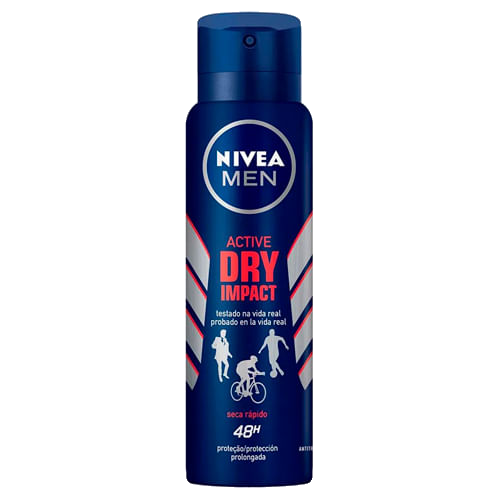 NIVEA
MEN
ACTIVE
DRY
IMPACT
testado na vida real
probado en la vida real
seca rápido
48H
proteção/protección
prolongada